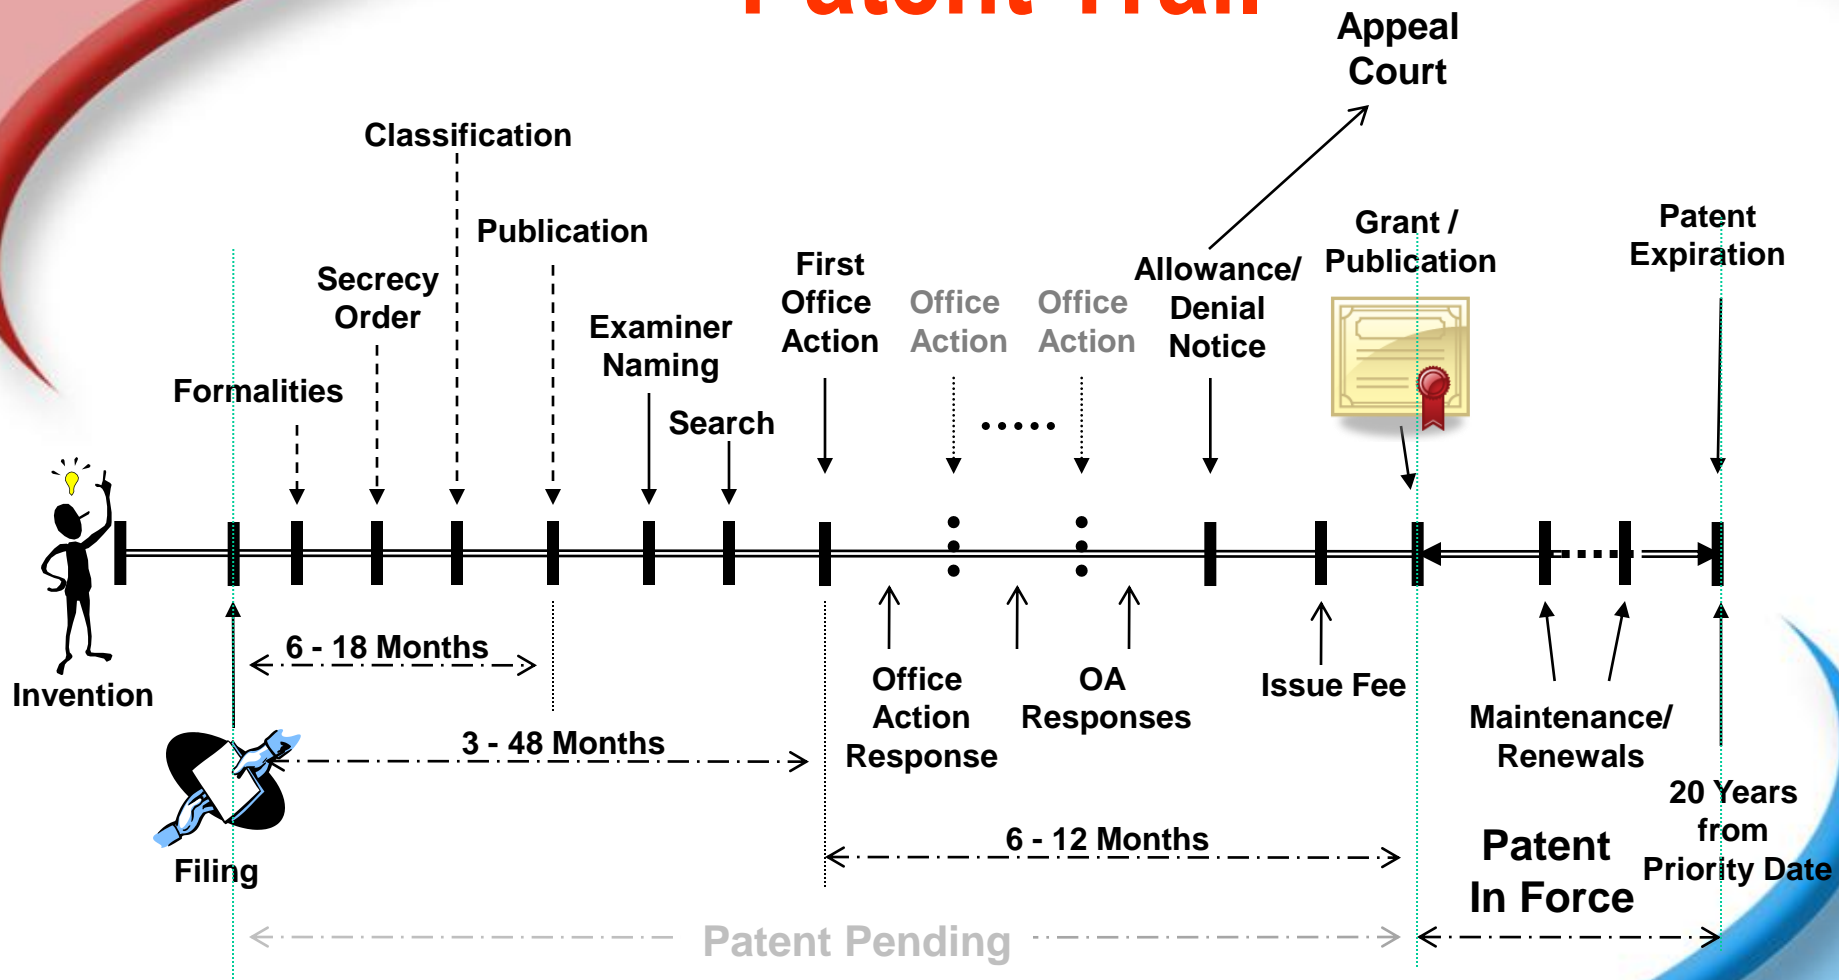 Patent Trail
Appeal
Court
Classification
Publication
Secrecy
Order
Formalities
Examiner
Naming
Search
First
Office
Action
Office
Action
Office
Action
Allowance/
Denial
Notice
Grant /
Publication
Patent
Expiration
Invention
Filing
6 - 18 Months
3 - 48 Months
6 - 12 Months
Office
Action
Response
OA
Responses
Issue Fee
Maintenance/
Renewals
20 Years
from
Priority Date
Patent
In Force
Patent Pending